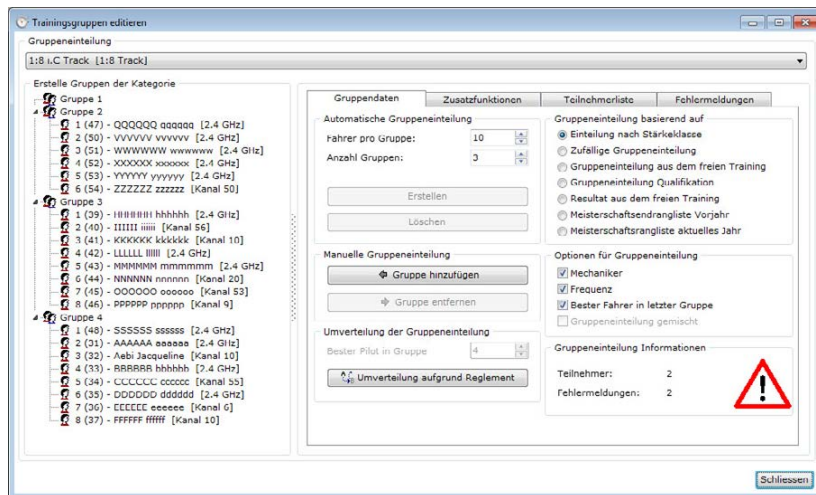 Trainingsgruppen editieren
Gruppeneinteilung
1:8 I.C Track [1:8 Track]
Erstelle Gruppen der Kategorie
Gruppe 1
Gruppe 2
1 (47) - QQQQQQ qqqqqq [2.4 GHz]
2 (50) - VVVVVV vvvvvv [2.4 GHz]
3 (51) - WWWWWW wwwwww [2.4 GHz]
4 (52) - XXXXXX xxxxxx [2.4 GHz]
5 (53) - YYYYYY yyyyyy [2.4 GHz]
6 (54) - ZZZZZZ zzzzzz [Kanal 50]
Gruppe 3
1 (39) - HHHHHH hhhhhh [2.4 GHz]
2 (40) - IIIIII iiiiii [Kanal 56]
3 (41) - KKKKKK kkkkkk [Kanal 10]
4 (42) - LLLLLL llllll [2.4 GHz]
5 (43) - MMMMMM mmmmmm [2.4 GHz]
6 (44) - NNNNNN nnnnnn [Kanal 20]
7 (45) - OOOOOO oooooo [Kanal 53]
8 (46) - PPPPPP pppppp [Kanal 9]
Gruppe 4
1 (48) - SSSSSS ssssss [2.4 GHz]
2 (31) - AAAAAA aaaaaa [2.4 GHz]
3 (32) - Aebi Jacqueline [Kanal 10]
4 (33) - BBBBBB bbbbbb [2.4 GHz]
5 (34) - CCCCCC cccccc [Kanal 55]
6 (35) - DDDDDD dddddd [2.4 GHz]
7 (36) - EEEEEE eeeeee [Kanal 6]
8 (37) - FFFFFF ffffff [Kanal 10]
Gruppendaten Zusatzfunktionen Teilnehmerliste Fehlermeldungen
Automatische Gruppeneinteilung
Fahrer pro Gruppe: 10
Anzahl Gruppen: 3
Erstellen
Löschen
Manuelle Gruppeneinteilung
Gruppe hinzufügen
Gruppe entfernen
Umverteilung der Gruppeneinteilung
Bester Pilot in Gruppe 4
Umverteilung aufgrund Reglement
Gruppeneinteilung basierend auf
Einteilung nach Stärkeklasse
Zufällige Gruppeneinteilung
Gruppeneinteilung aus dem freien Training
Gruppeneinteilung Qualifikation
Resultat aus dem freien Training
Meisterschaftsendrangliste Vorjahr
Meisterschaftsrangliste aktuelles Jahr
Optionen für Gruppeneinteilung
Mechaniker
Frequenz
Bester Fahrer in letzter Gruppe
Gruppeneinteilung gemischt
Gruppeneinteilung Informationen
Teilnehmer: 2
Fehlermeldungen: 2
Schliessen